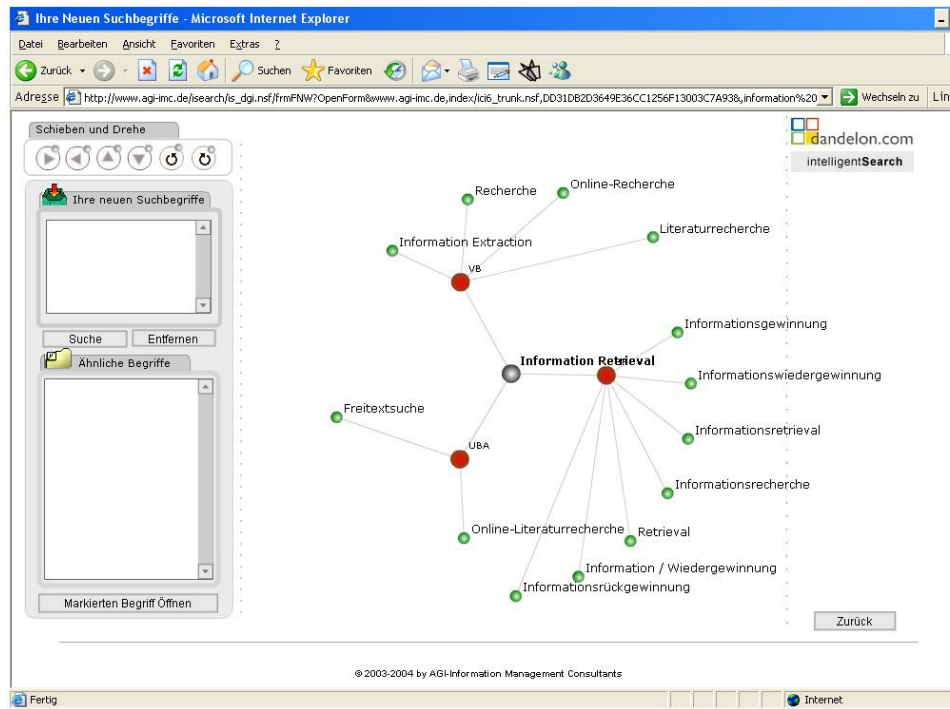 Ihre Neuen Suchbegriffe - Microsoft Internet Explorer
Datei Bearbeiten Ansicht Favoriten Extras ?
Zurück Suchen Favoriten
Adresse http://www.agi-imc.de/isearch/is_dgi.nsf/frmFNW?OpenForm&www.agi-imc.de,index/ici6_trunk.nsf,DD31DB2D3649E36CC1256F13003C7A93&,information%20 Wechseln zu Lin
Schieben und Drehe
dandelon.com
intelligentSearch
Ihre neuen Suchbegriffe
Suche Entfernen
Ähnliche Begriffe
Markierten Begriff Öffnen
Recherche
Online-Recherche
Literaturrecherche
Information Extraction
VB
Informationsgewinnung
Information Retrieval
Informationswiedergewinnung
Freitextsuche
Informationsretrieval
UBA
Informationsrecherche
Online-Literaturrecherche
Retrieval
Information / Wiedergewinnung
Informationsrückgewinnung
Zurück
© 2003-2004 by AGI-Information Management Consultants
Fertig
Internet